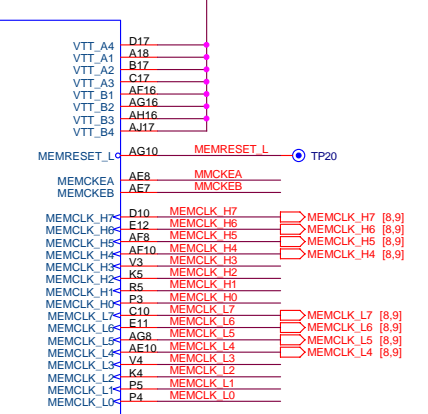 VTT_A4 D17
VTT_A1 A18
VTT_A2 B17
VTT_A3 C17
VTT_B1 AF16
VTT_B2 AG16
VTT_B3 AH16
VTT_B4 AJ17
MEMRESET_L AG10 MEMRESET_L TP20
MEMCKEA AE8 MMCKEA
MEMCKEB AE7 MMCKEB
MEMCLK_H7 D10 MEMCLK_H7 MEMCLK_H7 [8,9]
MEMCLK_H6 E12 MEMCLK_H6 MEMCLK_H6 [8,9]
MEMCLK_H5 AF8 MEMCLK_H5 MEMCLK_H5 [8,9]
MEMCLK_H4 AF10 MEMCLK_H4 MEMCLK_H4 [8,9]
MEMCLK_H3 V3 MEMCLK_H3
MEMCLK_H2 K5 MEMCLK_H2
MEMCLK_H1 R5 MEMCLK_H1
MEMCLK_H0 P3 MEMCLK_H0
MEMCLK_L7 C10 MEMCLK_L7 MEMCLK_L7 [8,9]
MEMCLK_L6 E11 MEMCLK_L6 MEMCLK_L6 [8,9]
MEMCLK_L5 AG8 MEMCLK_L5 MEMCLK_L5 [8,9]
MEMCLK_L4 AE10 MEMCLK_L4 MEMCLK_L4 [8,9]
MEMCLK_L3 V4 MEMCLK_L3
MEMCLK_L2 K4 MEMCLK_L2
MEMCLK_L1 P5 MEMCLK_L1
MEMCLK_L0 P4 MEMCLK_L0